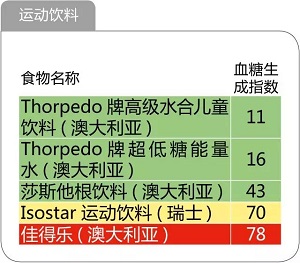 运动饮料
食物名称
血糖生
成指数
Thorpedo 牌高级水合儿童
饮料 ( 澳大利亚 )
11
Thorpedo 牌超低糖能量
水 ( 澳大利亚 )
16
莎斯他根饮料 ( 澳大利亚 )
43
Isostar 运动饮料 ( 瑞士 )
70
佳得乐 ( 澳大利亚 )
78